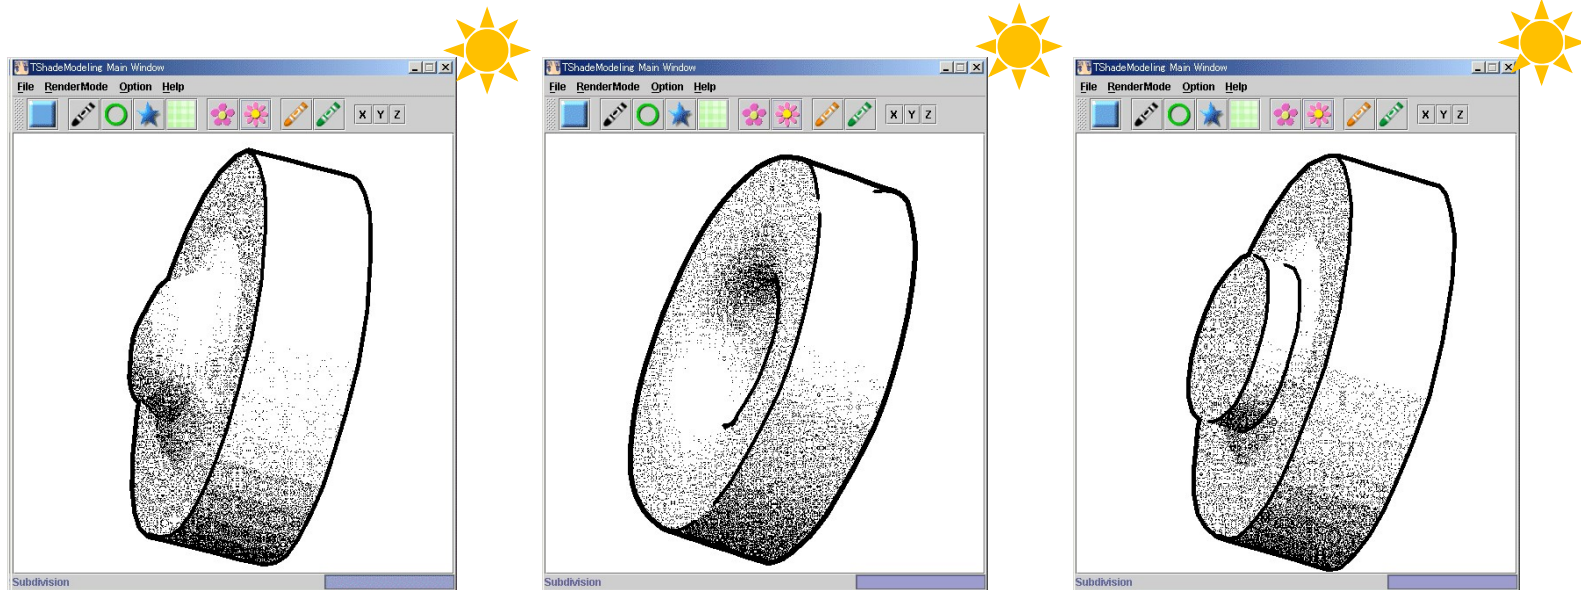 TShadeModeling Main Window
File RenderMode Option Help
X Y Z
Subdivision
TShadeModeling Main Window
File RenderMode Option Help
X Y Z
Subdivision
TShadeModeling Main Window
File RenderMode Option Help
X Y Z
Subdivision